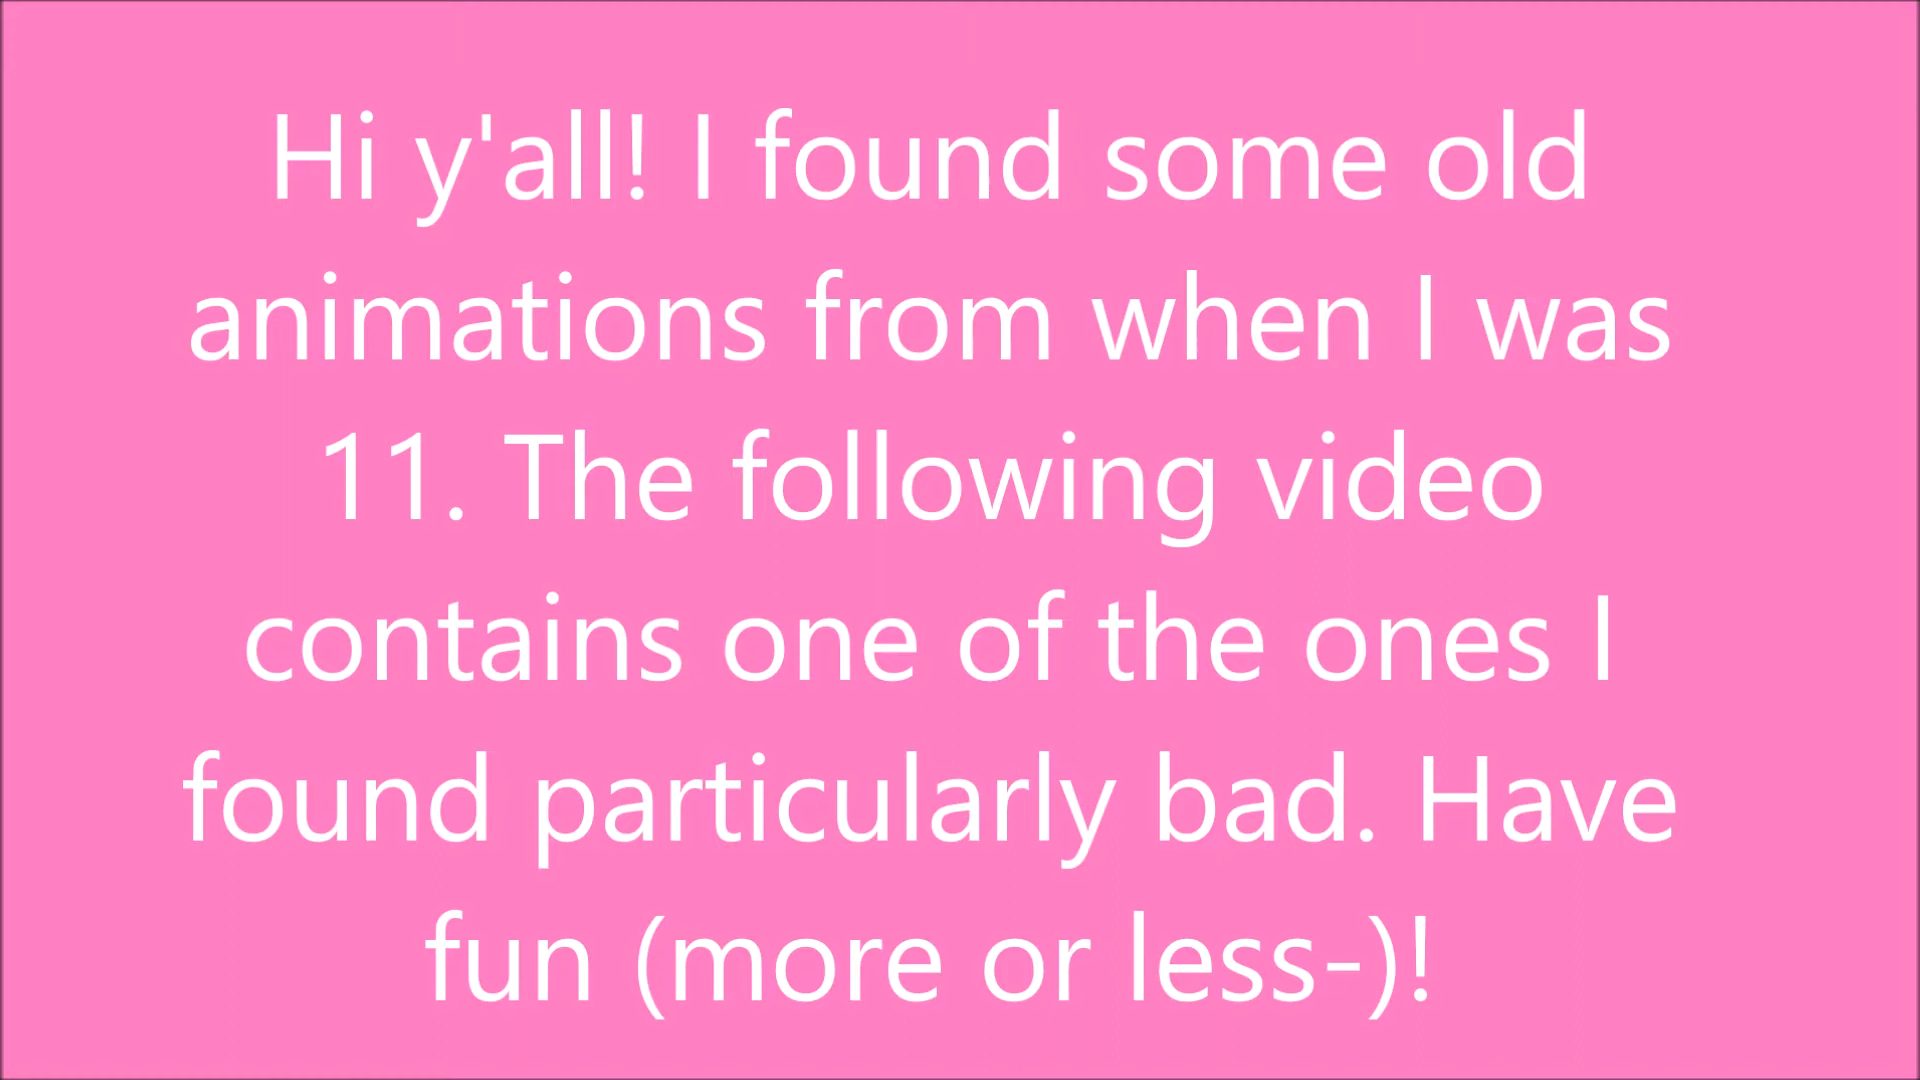 Hi y'all! I found some old
animations from when I was
11. The following video
contains one of the ones I
found particularly bad. Have
fun (more or less-)!